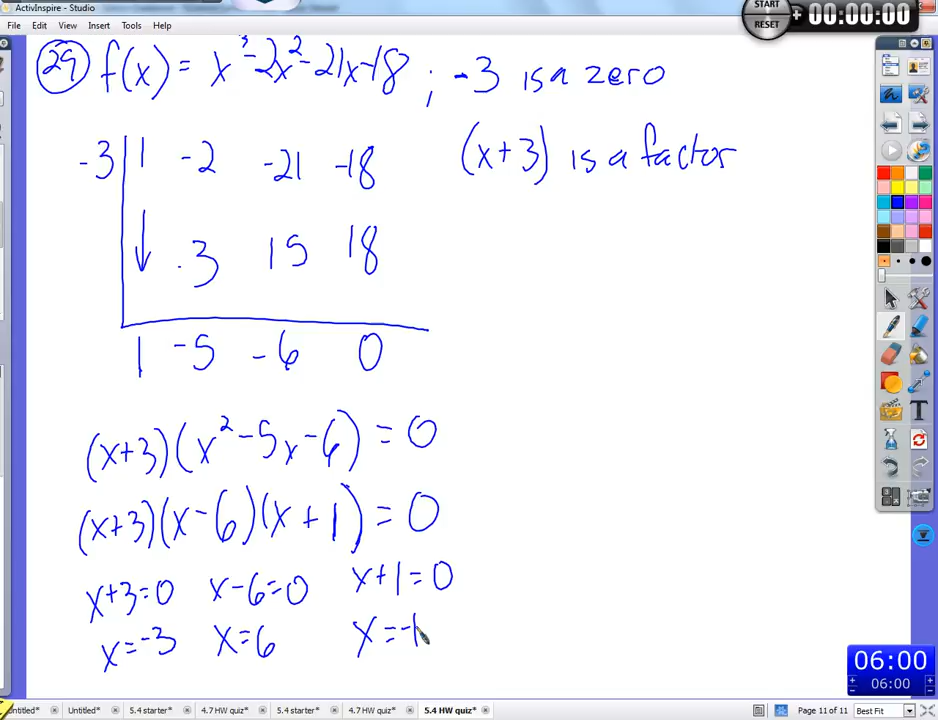 ActivInspire
START
RESET
+ 00:00:00
File Edit View Insert Tools Help
29 f(x) = x³-2x²-21x-18 ; -3 is a zero
-3 1 -2 -21 -18
(x+3) is a factor
-3 15 18
1 -5 -6 0
(x+3)(x²-5x-6) = 0
(x+3)(x-6)(x+1) = 0
x+3=0 x-6=0 x+1=0
x=-3 x=6 x=-1
06:00
06:00
ntitled* Untitled* 5.4 starter* 4.7 HW quiz* 5.4 starter* 4.7 HW quiz* 5.4 HW quiz* Page 11 of 11 Best Fit